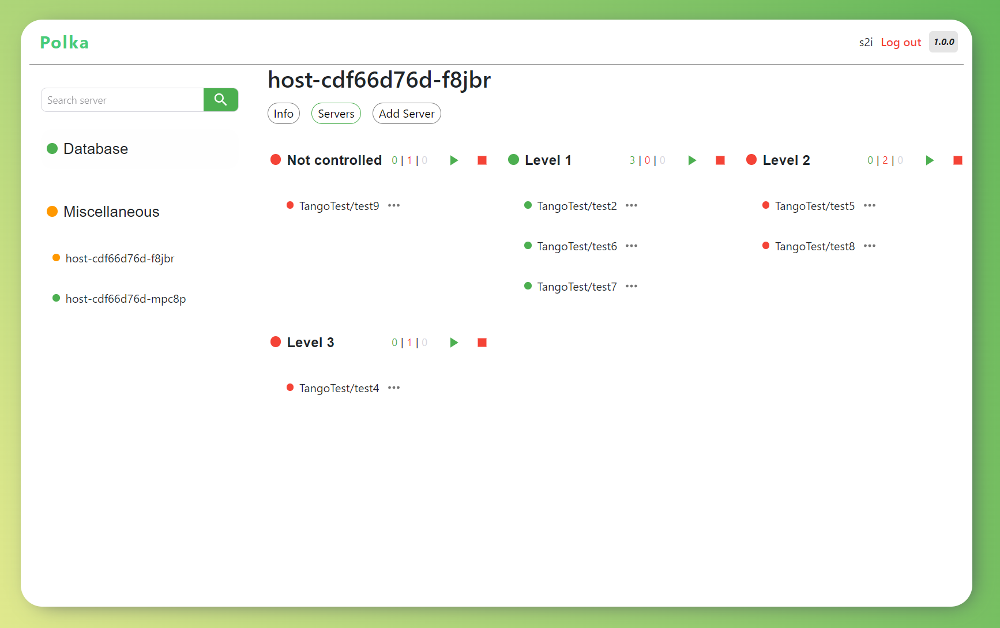 Polka
s2i Log out 1.0.0
host-cdf66d76d-f8jbr
Search server
Info Servers Add Server
Database
Miscellaneous
host-cdf66d76d-f8jbr
host-cdf66d76d-mpc8p
Not controlled 0 | 1 | 0
TangoTest/test9 •••
Level 1 3 | 0 | 0
TangoTest/test2 •••
TangoTest/test6 •••
TangoTest/test7 •••
Level 2 0 | 2 | 0
TangoTest/test5 •••
TangoTest/test8 •••
Level 3 0 | 1 | 0
TangoTest/test4 •••